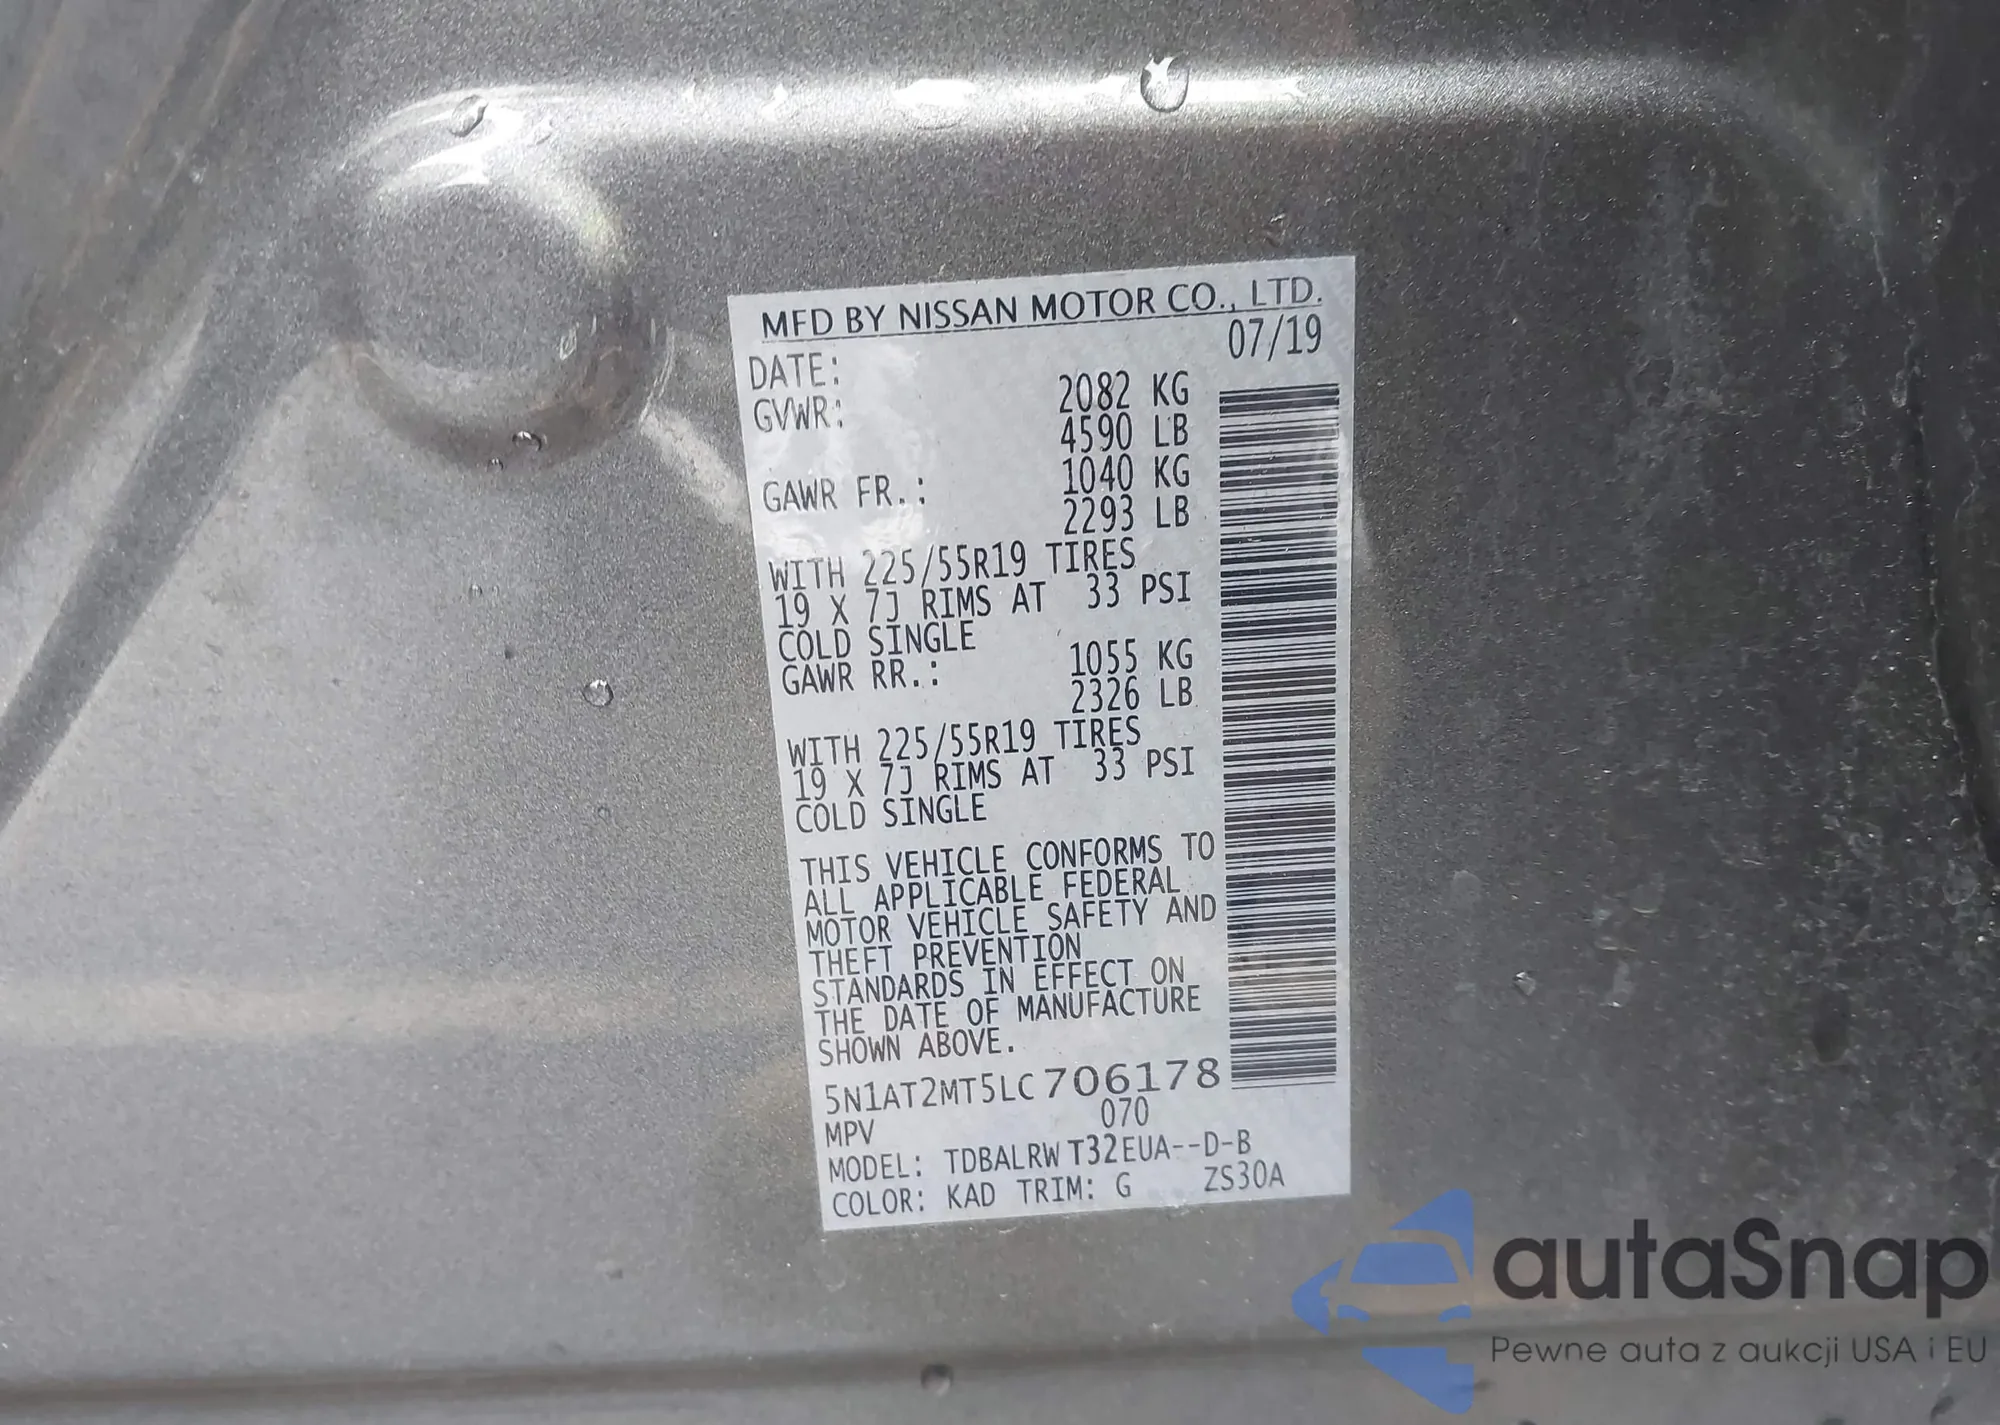 MFD BY NISSAN MOTOR CO., LTD.
DATE: 07/19
GVWR: 2082 KG
4590 LB
GAWR FR.: 1040 KG
2293 LB
WITH 225/55R19 TIRES
19 X 7J RIMS AT 33 PSI
COLD SINGLE
GAWR RR.: 1055 KG
2326 LB
WITH 225/55R19 TIRES
19 X 7J RIMS AT 33 PSI
COLD SINGLE
THIS VEHICLE CONFORMS TO
ALL APPLICABLE FEDERAL
MOTOR VEHICLE SAFETY AND
THEFT PREVENTION
STANDARDS IN EFFECT ON
THE DATE OF MANUFACTURE
SHOWN ABOVE.
5N1AT2MT5LC706178
MPV 070
MODEL: TDBALRW T32EUA--D-B
COLOR: KAD TRIM: G ZS30A
autaSnap
Pewne auta z aukcji USA i EU